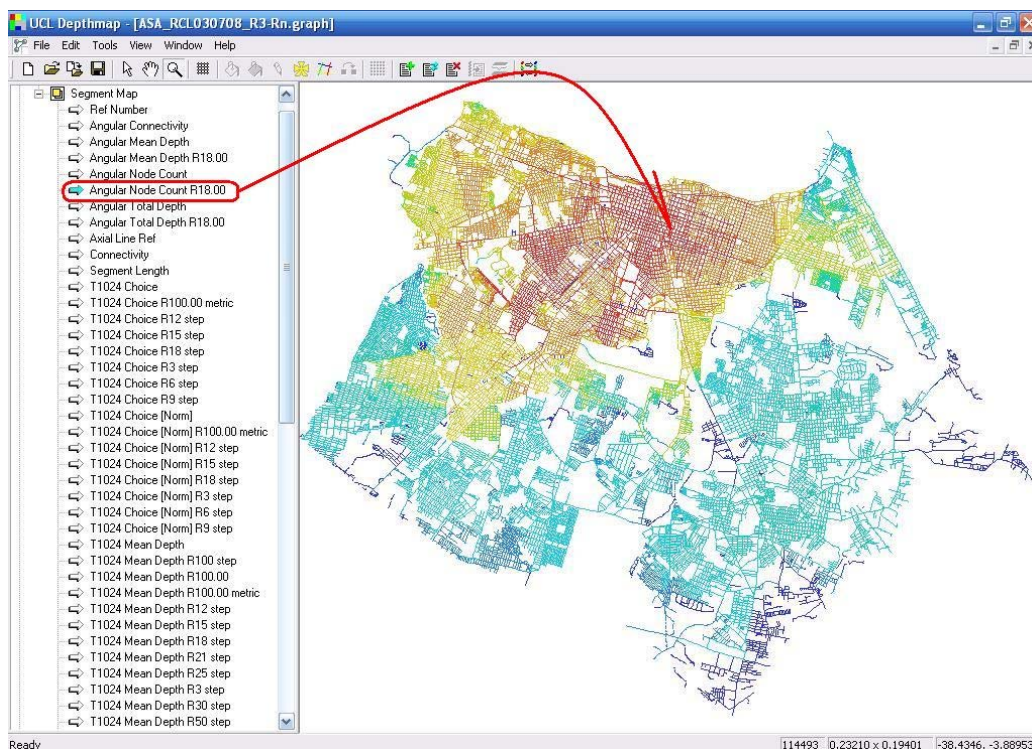 UCL Depthmap - [ASA_RCL030708_R3-Rn.graph]
File Edit Tools View Window Help
Segment Map
Ref Number
Angular Connectivity
Angular Mean Depth
Angular Mean Depth R18.00
Angular Node Count
Angular Node Count R18.00
Angular Total Depth
Angular Total Depth R18.00
Axial Line Ref
Connectivity
Segment Length
T1024 Choice
T1024 Choice R100.00 metric
T1024 Choice R12 step
T1024 Choice R15 step
T1024 Choice R18 step
T1024 Choice R3 step
T1024 Choice R6 step
T1024 Choice R9 step
T1024 Choice [Norm]
T1024 Choice [Norm] R100.00 metric
T1024 Choice [Norm] R12 step
T1024 Choice [Norm] R15 step
T1024 Choice [Norm] R18 step
T1024 Choice [Norm] R3 step
T1024 Choice [Norm] R6 step
T1024 Choice [Norm] R9 step
T1024 Mean Depth
T1024 Mean Depth R100 step
T1024 Mean Depth R100.00
T1024 Mean Depth R100.00 metric
T1024 Mean Depth R12 step
T1024 Mean Depth R15 step
T1024 Mean Depth R18 step
T1024 Mean Depth R21 step
T1024 Mean Depth R25 step
T1024 Mean Depth R3 step
T1024 Mean Depth R30 step
T1024 Mean Depth R50 step
Ready 114493 0.23210 x 0.19401 -38.4346, -3.88953